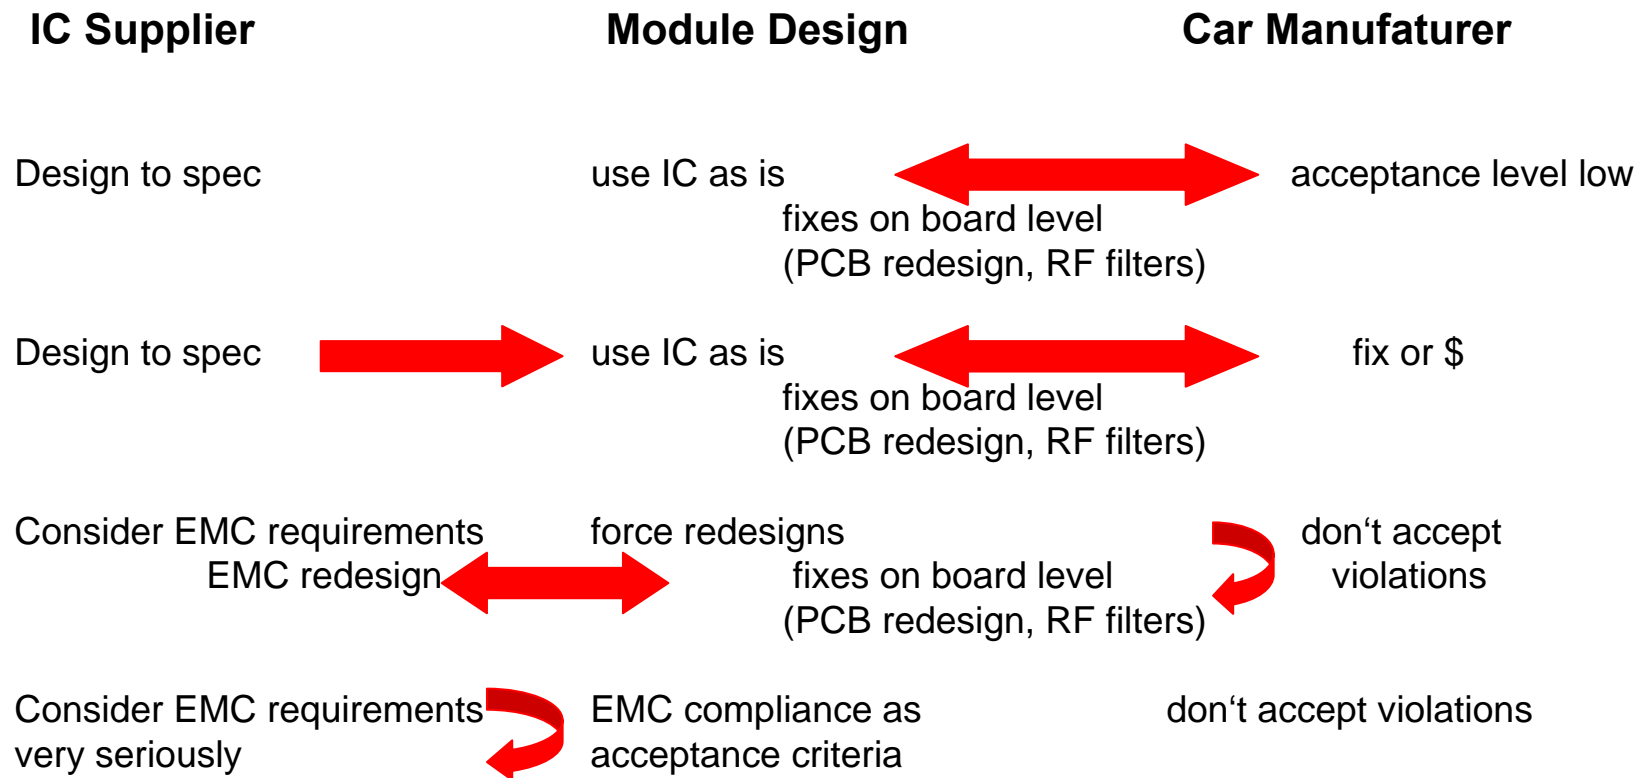 IC Supplier Module Design Car Manufaturer
Design to spec use IC as is acceptance level low
fixes on board level
(PCB redesign, RF filters)
Design to spec use IC as is fix or $
fixes on board level
(PCB redesign, RF filters)
Consider EMC requirements force redesigns don‘t accept
EMC redesign fixes on board level violations
(PCB redesign, RF filters)
Consider EMC requirements EMC compliance as don‘t accept violations
very seriously acceptance criteria